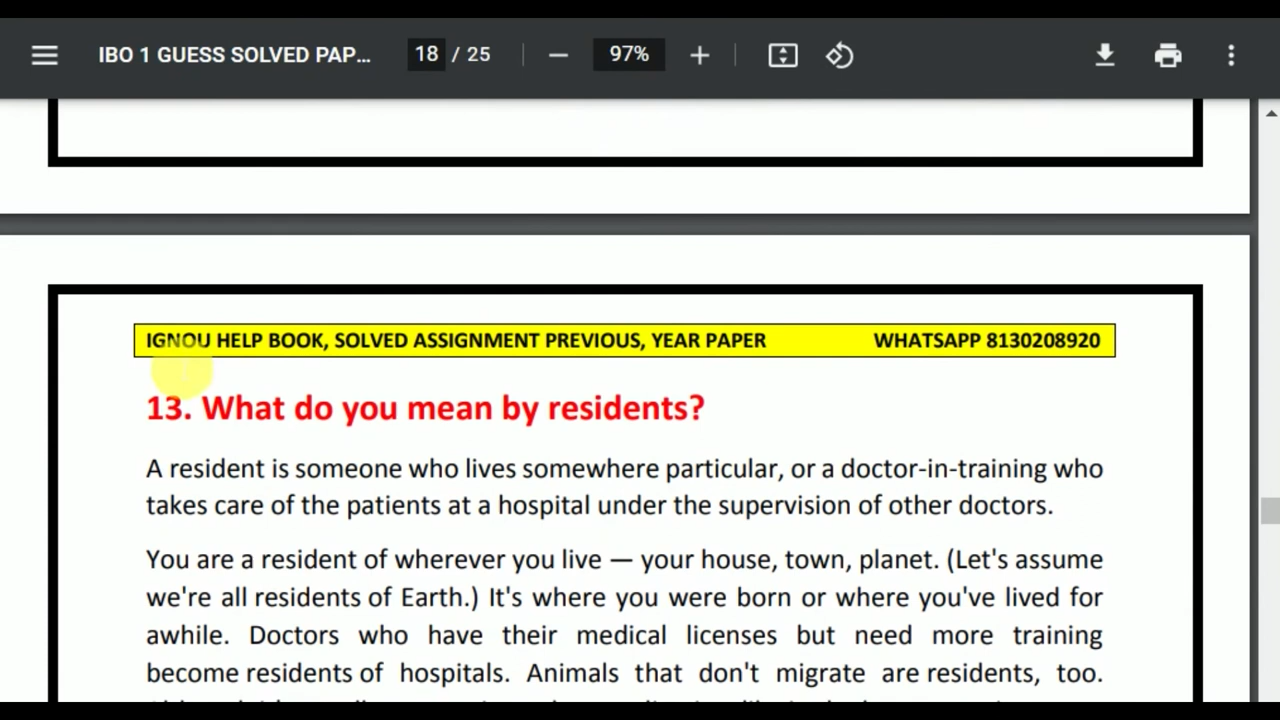 IBO 1 GUESS SOLVED PAP... 18 / 25 97%
IGNOU HELP BOOK, SOLVED ASSIGNMENT PREVIOUS, YEAR PAPER WHATSAPP 8130208920
13. What do you mean by residents?
A resident is someone who lives somewhere particular, or a doctor-in-training who
takes care of the patients at a hospital under the supervision of other doctors.
You are a resident of wherever you live — your house, town, planet. (Let's assume
we're all residents of Earth.) It's where you were born or where you've lived for
awhile. Doctors who have their medical licenses but need more training
become residents of hospitals. Animals that don't migrate are residents, too.